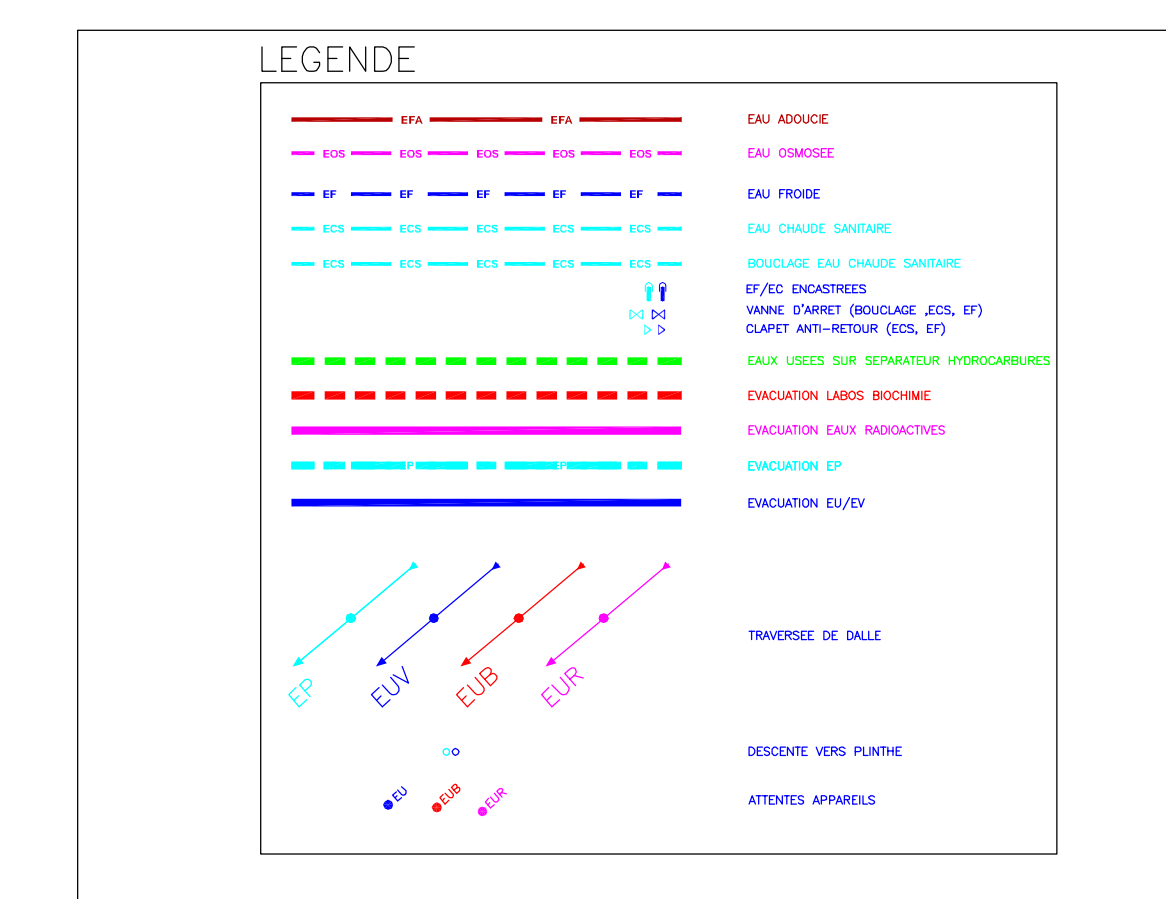 LEGENDE
EFA EFA EAU ADOUCIE
EOS EOS EOS EOS EOS EAU OSMOSEE
EF EF EF EF EF EAU FROIDE
ECS ECS ECS ECS ECS EAU CHAUDE SANITAIRE
ECS ECS ECS ECS ECS BOUCLAGE EAU CHAUDE SANITAIRE
EF/EC ENCASTREES
VANNE D'ARRET (BOUCLAGE ,ECS, EF)
CLAPET ANTI-RETOUR (ECS, EF)
EAUX USEES SUR SEPARATEUR HYDROCARBURES
EVACUATION LABOS BIOCHIMIE
EVACUATION EAUX RADIOACTIVES
EVACUATION EP
EVACUATION EU/EV
TRAVERSEE DE DALLE
EP EUV EUB EUR
DESCENTE VERS PLINTHE
EU EUB EUR ATTENTES APPAREILS